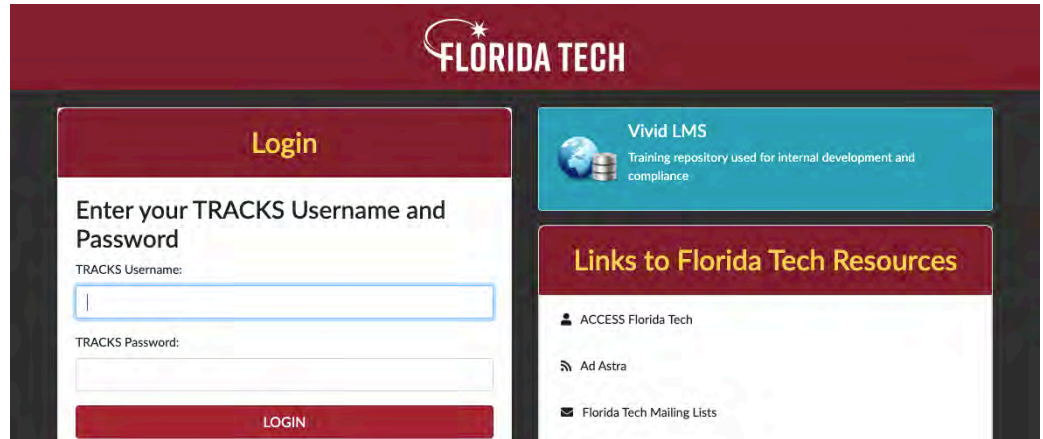 FLORIDA TECH
Login
Enter your TRACKS Username and
Password
TRACKS Username:
TRACKS Password:
LOGIN
Vivid LMS
Training repository used for internal development and
compliance
Links to Florida Tech Resources
ACCESS Florida Tech
Ad Astra
Florida Tech Mailing Lists